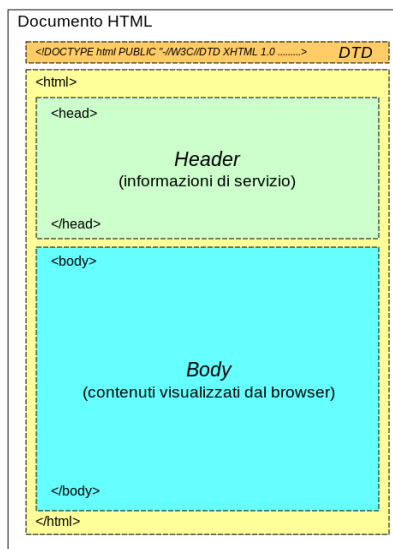 Documento HTML
<!DOCTYPE html PUBLIC "-//W3C//DTD XHTML 1.0 .........> DTD
<html>
<head>
Header
(informazioni di servizio)
</head>
<body>
Body
(contenuti visualizzati dal browser)
</body>
</html>